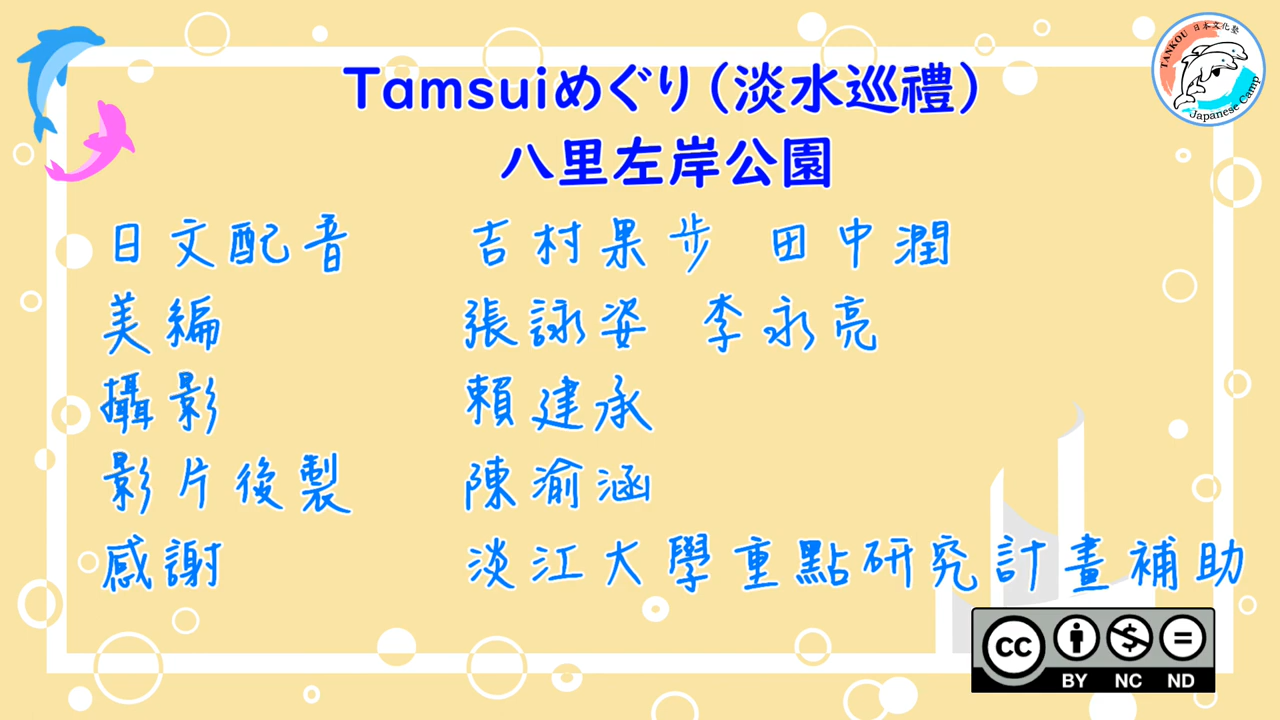 Tamsuiめぐり(淡水巡禮)
八里左岸公園
日文配音 吉村果步 田中潤
美編 張詠姿 李永亮
攝影 賴建承
影片後製 陳渝涵
感謝 淡江大學重點研究計畫補助
TANKOU 日本文化塾
Japanese Camp
CC BY NC ND